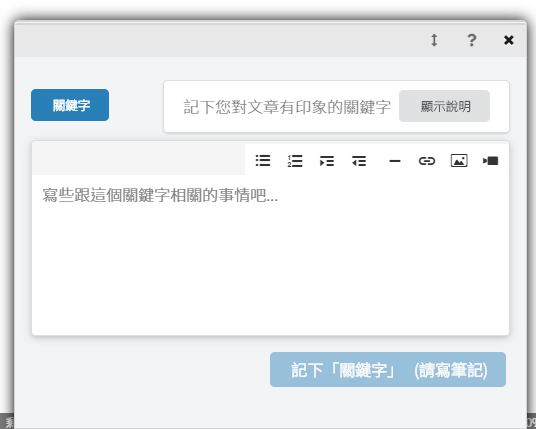 關鍵字
記下您對文章有印象的關鍵字 顯示說明
寫些跟這個關鍵字相關的事情吧...
記下「關鍵字」 (請寫筆記)